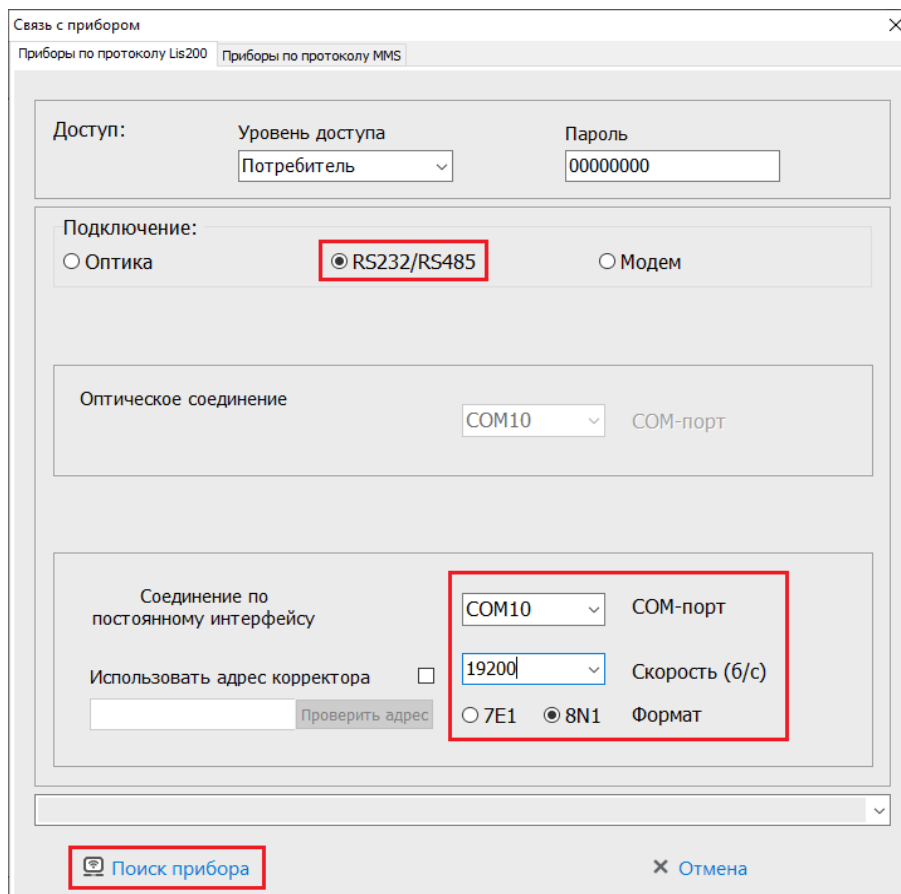 Связь с прибором
Приборы по протоколу Lis200 Приборы по протоколу MMS
Доступ: Уровень доступа Пароль
Потребитель 00000000
Подключение:
Оптика RS232/RS485 Модем
Оптическое соединение
COM10 COM-порт
Соединение по
постоянному интерфейсу
COM10 COM-порт
Использовать адрес корректора 19200 Скорость (б/с)
Проверить адрес 7E1 8N1 Формат
Поиск прибора Отмена